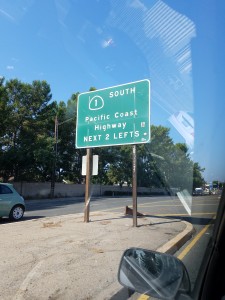 1 SOUTH
Pacific Coast
Highway
NEXT 2 LEFTS